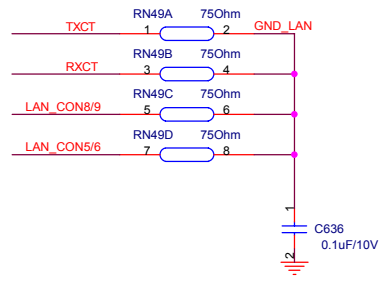 RN49A 75Ohm
TXCT 1 2 GND_LAN
RN49B 75Ohm
RXCT 3 4
RN49C 75Ohm
LAN_CON8/9 5 6
RN49D 75Ohm
LAN_CON5/6 7 8
1
C636
0.1uF/10V
2